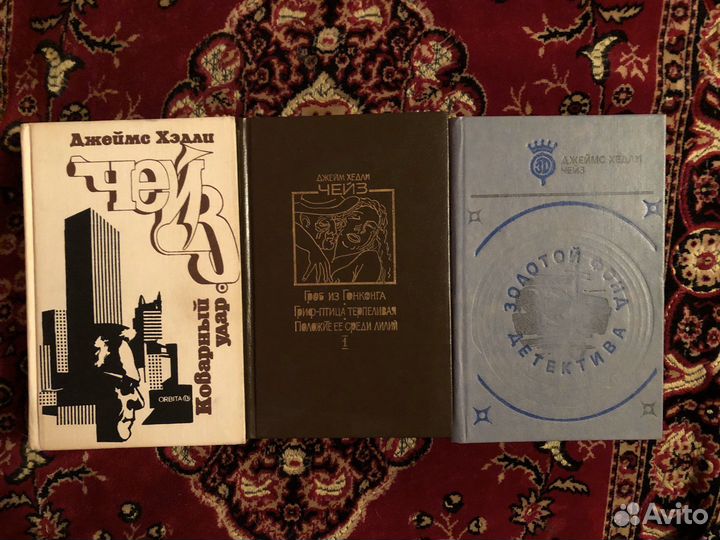 Джеймс Хэдли
ЧЕЙЗ
Коварный
удар
ORBITA
ДЖЕЙМ ХЕДЛИ
ЧЕЙЗ
ГРОБ ИЗ ГОНКОНГА
ГРИФ-ПТИЦА ТЕРПЕЛИВАЯ
ПОЛОЖИТЕ ЕЕ СРЕДИ ЛИЛИЙ
1
ДЖЕЙМС ХЕДЛИ
ЧЕЙЗ
ЗОЛОТОЙ ФОНД
ДЕТЕКТИВА
Avito